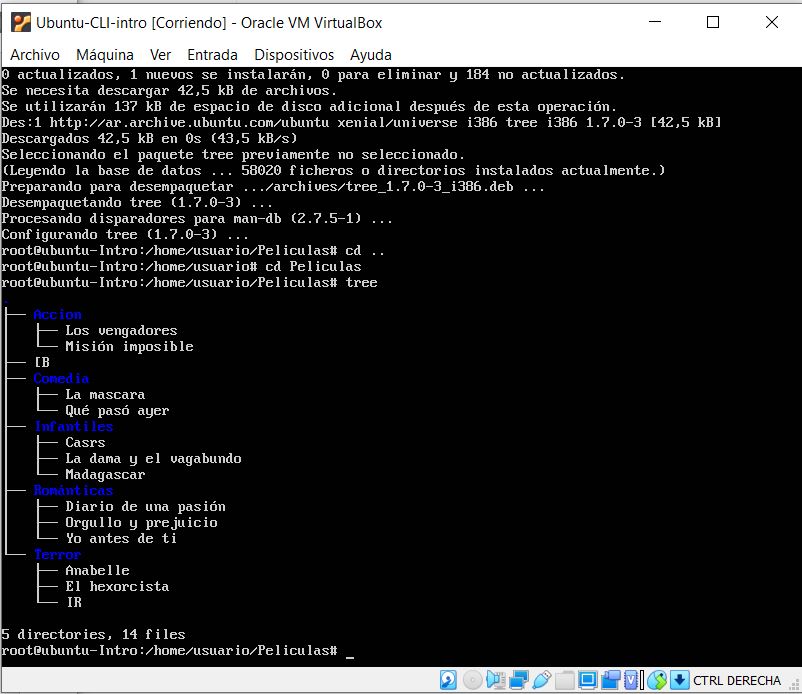 Ubuntu-CLI-intro [Corriendo] - Oracle VM VirtualBox
Archivo Máquina Ver Entrada Dispositivos Ayuda
0 actualizados, 1 nuevos se instalarán, 0 para eliminar y 184 no actualizados.
Se necesita descargar 42,5 kB de archivos.
Se utilizarán 137 kB de espacio de disco adicional después de esta operación.
Des:1 http://ar.archive.ubuntu.com/ubuntu xenial/universe i386 tree i386 1.7.0-3 [42,5 kB]
Descargados 42,5 kB en 0s (43,5 kB/s)
Seleccionando el paquete tree previamente no seleccionado.
(Leyendo la base de datos ... 58020 ficheros o directorios instalados actualmente.)
Preparando para desempaquetar .../archives/tree_1.7.0-3_i386.deb ...
Desempaquetando tree (1.7.0-3) ...
Procesando disparadores para man-db (2.7.5-1) ...
Configurando tree (1.7.0-3) ...
root@ubuntu-Intro:/home/usuario/Peliculas# cd ..
root@ubuntu-Intro:/home/usuario# cd Peliculas
root@ubuntu-Intro:/home/usuario/Peliculas# tree
.
├── Accion
│   ├── Los vengadores
│   └── Misión imposible
├── [B
├── Comedia
│   ├── La mascara
│   └── Qué pasó ayer
├── Infantiles
│   ├── Casrs
│   ├── La dama y el vagabundo
│   └── Madagascar
├── Románticas
│   ├── Diario de una pasión
│   ├── Orgullo y prejuicio
│   └── Yo antes de ti
└── Terror
    ├── Anabelle
    ├── El hexorcista
    └── IR
5 directories, 14 files
root@ubuntu-Intro:/home/usuario/Peliculas# _
CTRL DERECHA